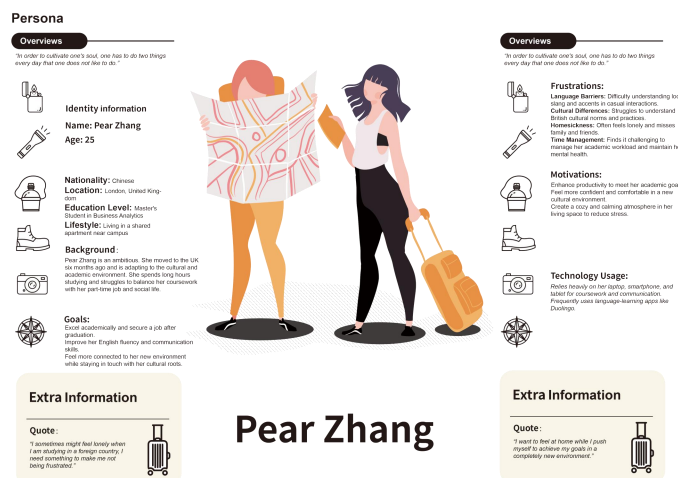 Persona
Overviews
"In order to cultivate one's soul, one has to do two things
every day that one does not like to do."
Identity information
Name: Pear Zhang
Age: 25
Nationality: Chinese
Location: London, United King-
dom
Education Level: Master's
Student in Business Analytics
Lifestyle: Living in a shared
apartment near campus
Background:
Pear Zhang is an ambitious. She moved to the UK
six months ago and is adapting to the cultural and
academic environment. She spends long hours
studying and struggles to balance her coursework
with her part-time job and social life.
Goals:
Excel academically and secure a job after
graduation.
Improve her English fluency and communication
skills.
Feel more connected to her new environment
while staying in touch with her cultural roots.
Extra Information
Quote:
"I sometimes might feel lonely when
I am studying in a foreign country, I
need something to make me not
being frustrated."
Pear Zhang
Overviews
"In order to cultivate one's soul, one has to do two things
every day that one does not like to do."
Frustrations:
Language Barriers: Difficulty understanding
slang and accents in casual interactions.
Cultural Differences: Struggles to understand
British cultural norms and practices.
Homesickness: Often feels lonely and misses
family and friends.
Time Management: Finds it challenging to
manage her academic workload and maintain
mental health.
Motivations:
Enhance productivity to meet her academic
Feel more confident and comfortable in a new
cultural environment.
Create a cozy and calming atmosphere in her
living space to reduce stress.
Technology Usage:
Relies heavily on her laptop, smartphone, and
tablet for coursework and communication.
Frequently uses language-learning apps like
Duolingo.
Extra Information
Quote:
"I want to feel at home while I push
myself to achieve my goals in a
completely new environment."